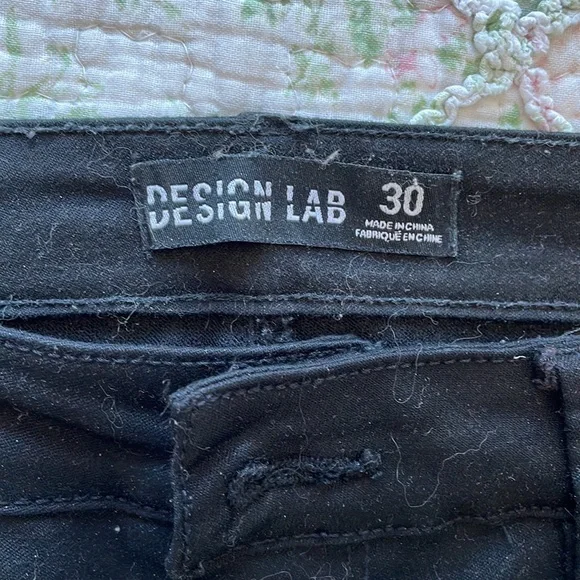 DESIGN LAB
30
MADE IN CHINA
FABRIQUÉ EN CHINE